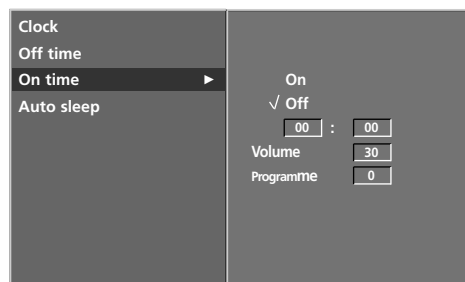 Clock
Off time
On time ►
Auto sleep
On
√ Off
00 : 00
Volume 30
Programme 0